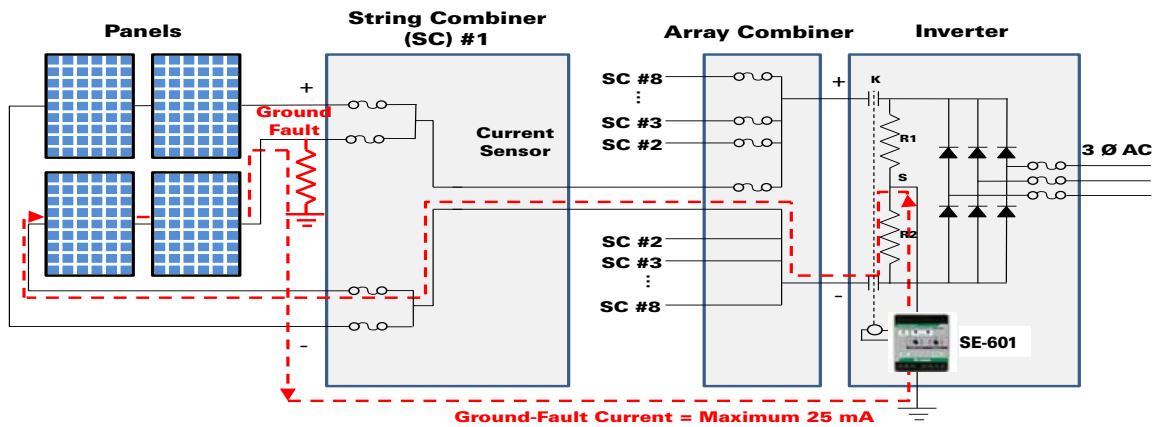 Panels
String Combiner
(SC) #1
Array Combiner
Inverter
+
Ground
Fault
Current
Sensor
SC #8
...
SC #3
SC #2
+
K
R1
S
R2
3 Ø AC
SC #2
SC #3
...
SC #8
-
-
SE-601
Ground-Fault Current = Maximum 25 mA